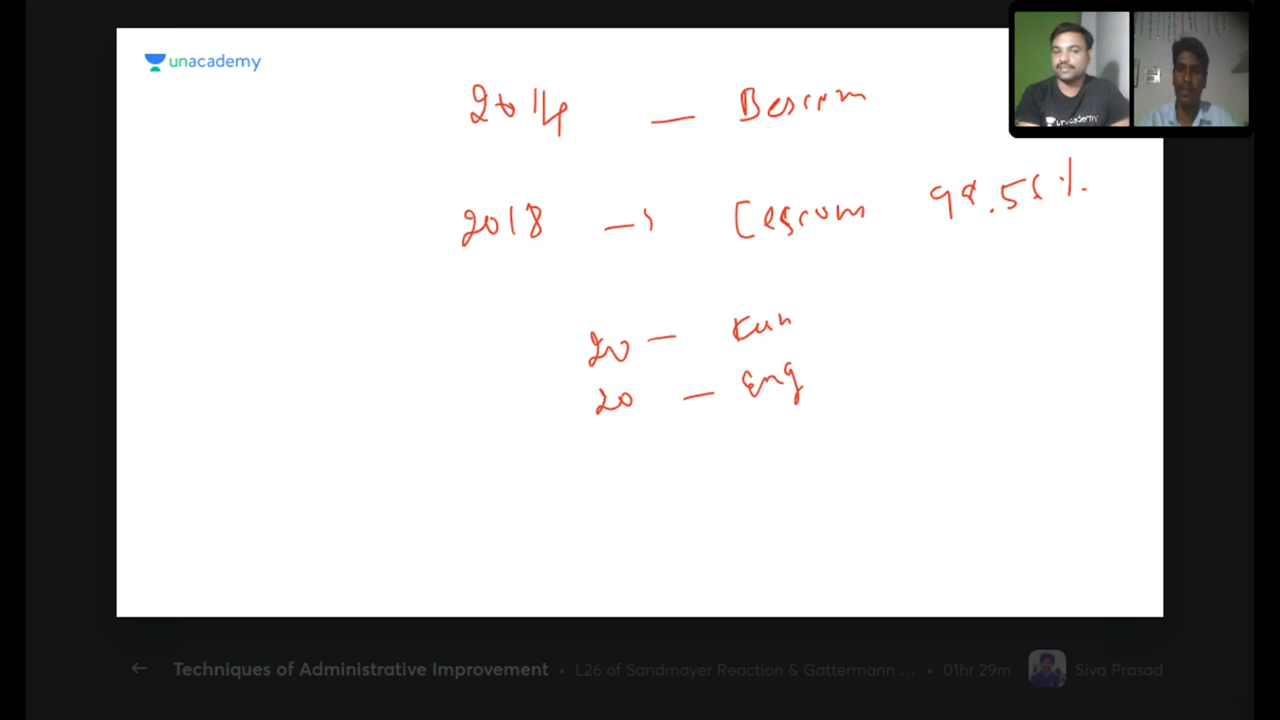 unacademy
2014 — Bescom
2018 → Cescom 98.56%
20 — Kan
20 — Eng
unacademy
← Techniques of Administrative Improvement • L26 of Sandmayer Reaction & Gattermann ... • 01hr 29m Siva Prasad